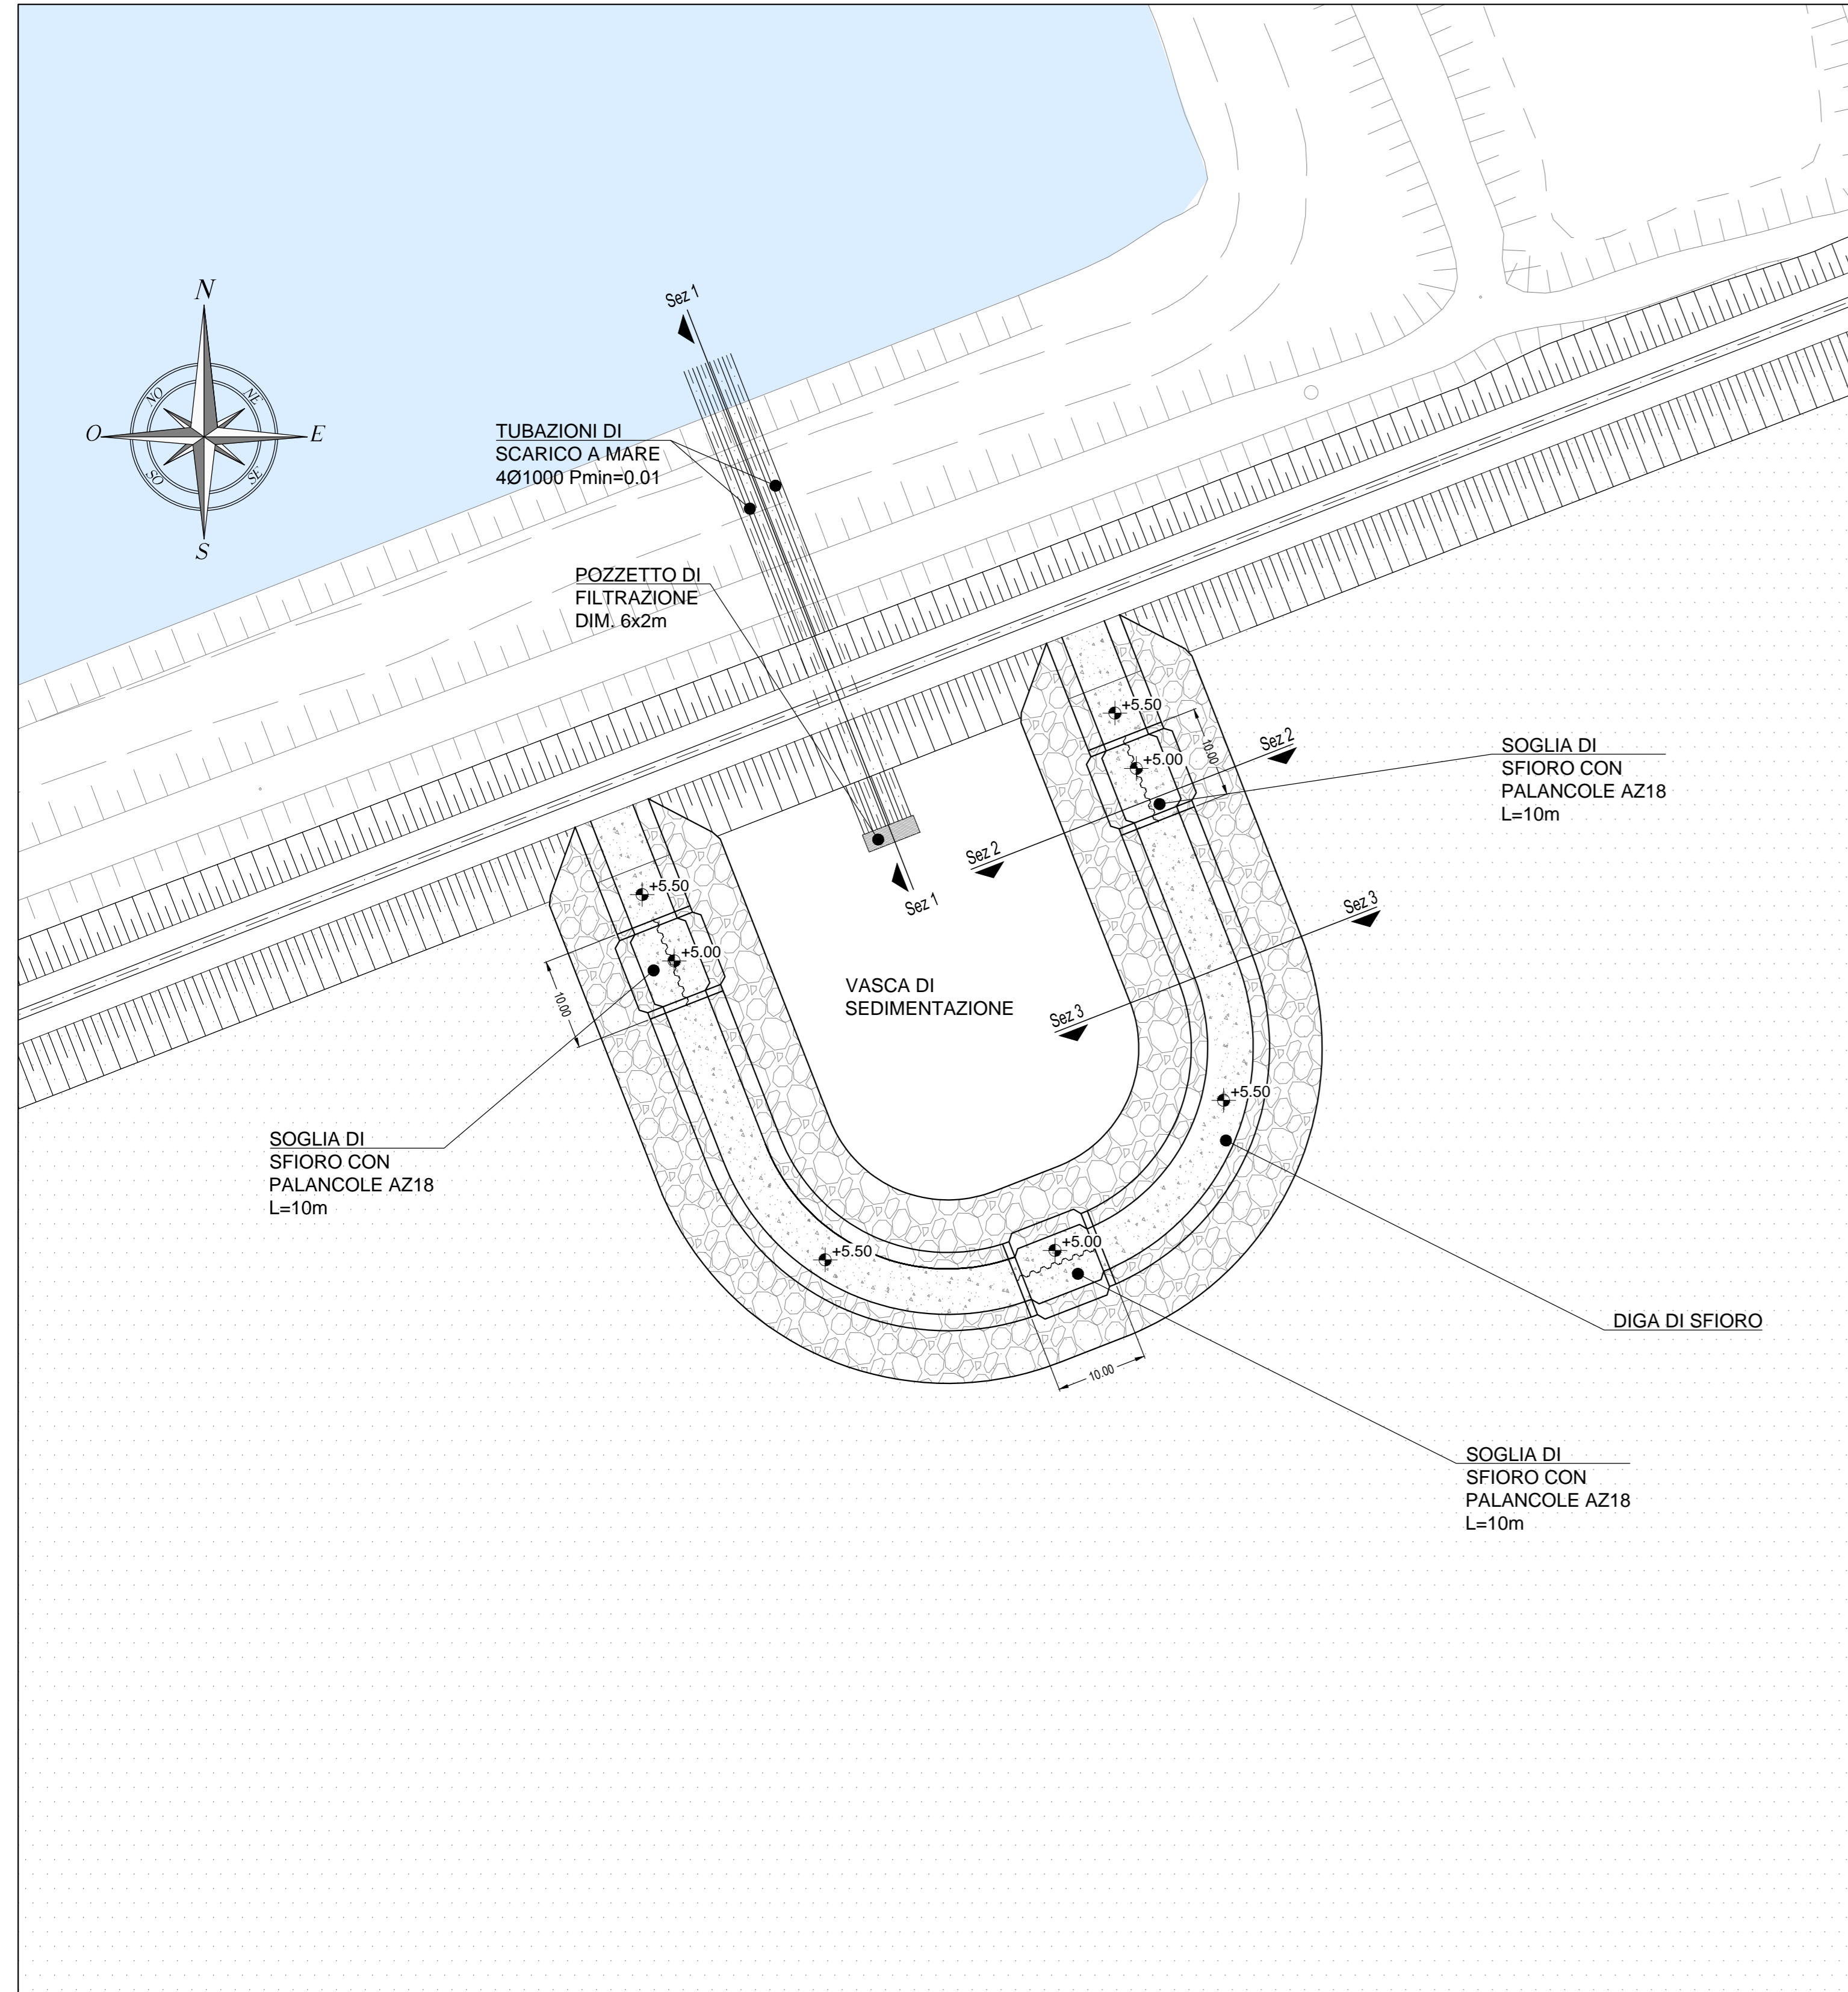 Sez 1
N
NO
NE
O
E
SO
SE
S
TUBAZIONI DI
SCARICO A MARE
4Ø1000 Pmin=0.01
POZZETTO DI
FILTRAZIONE
DIM. 6x2m
+5.50
10.00
+5.00
Sez 2
SOGLIA DI
SFIORO CON
PALANCOLE AZ18
L=10m
Sez 2
+5.50
Sez 1
Sez 3
+5.00
VASCA DI
SEDIMENTAZIONE
10.00
Sez 3
+5.50
SOGLIA DI
SFIORO CON
PALANCOLE AZ18
L=10m
+5.50
+5.00
DIGA DI SFIORO
10.00
SOGLIA DI
SFIORO CON
PALANCOLE AZ18
L=10m